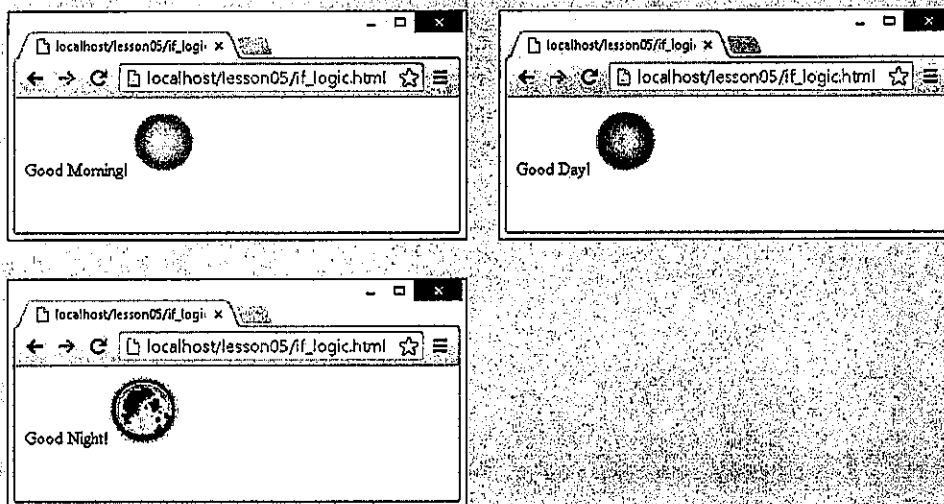 localhost/lesson05/if_logi
localhost/lesson05/if_logic.html
Good Morning!
localhost/lesson05/if_logi
localhost/lesson05/if_logic.html
Good Day!
localhost/lesson05/if_logi
localhost/lesson05/if_logic.html
Good Night!